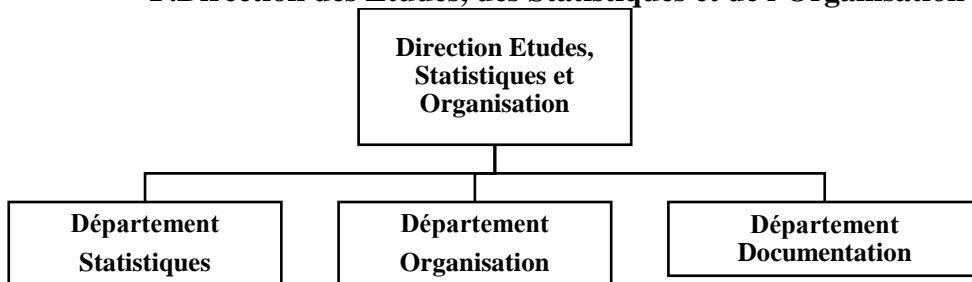 Direction des Etudes, des Statistiques et de l'Organisation
Direction Etudes,
Statistiques et
Organisation
Département
Statistiques
Département
Organisation
Département
Documentation